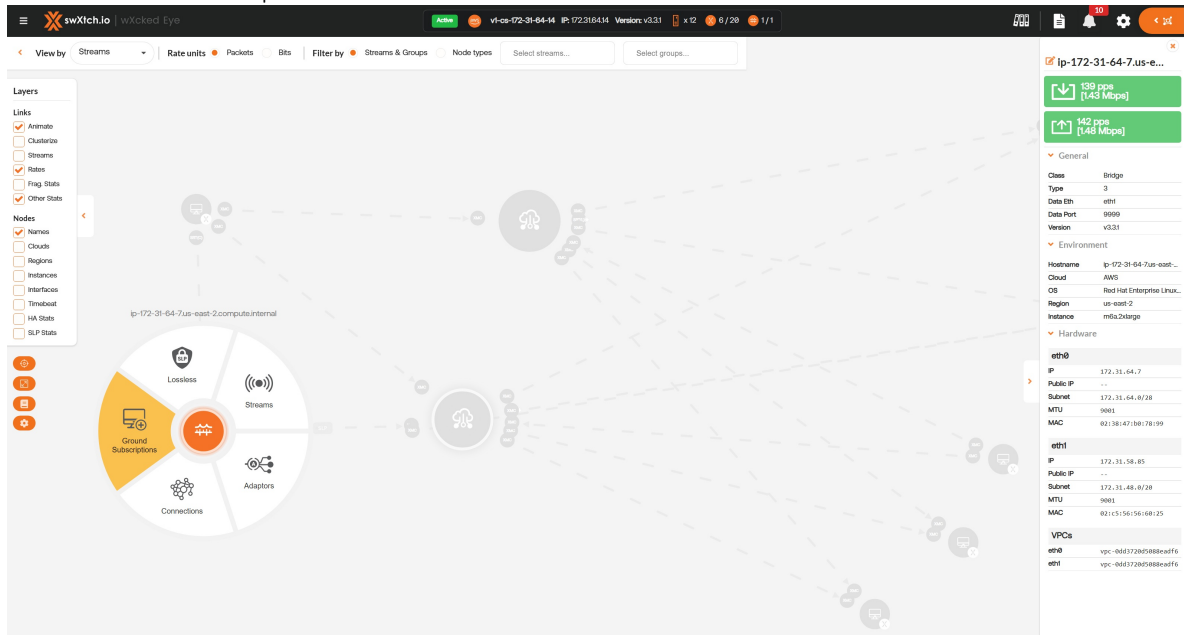 swXtch.io | wXcked Eye
Active v1-cs-172-31-64-14 IP: 172.31.64.14 Version: v3.3.1 x 12 6 / 20 1 / 1
10
View by Streams Rate units Packets Bits Filter by Streams & Groups Node types Select streams... Select groups...
Layers
Links
Animate
Clusterize
Streams
Rates
Frag. Stats
Other Stats
Nodes
Names
Clouds
Regions
Instances
Interfaces
Timebeat
HA Stats
SLP Stats
ip-172-31-64-7.us-east-2.compute.internal
SLP
Lossless
Streams
Ground
Subscriptions
Adaptors
Connections
ip-172-31-64-7.us-e...
139 pps
[1.43 Mbps]
142 pps
[1.48 Mbps]
General
Class Bridge
Type 3
Data Eth eth1
Data Port 9999
Version v3.3.1
Environment
Hostname ip-172-31-64-7.us-east-...
Cloud AWS
OS Red Hat Enterprise Linux...
Region us-east-2
Instance m6a.2xlarge
Hardware
eth0
IP 172.31.64.7
Public IP --
Subnet 172.31.64.0/28
MTU 9001
MAC 02:38:47:b0:78:99
eth1
IP 172.31.58.85
Public IP --
Subnet 172.31.48.0/20
MTU 9001
MAC 02:c5:56:56:60:25
VPCs
eth0 vpc-0dd3720d5088eadf6
eth1 vpc-0dd3720d5088eadf6